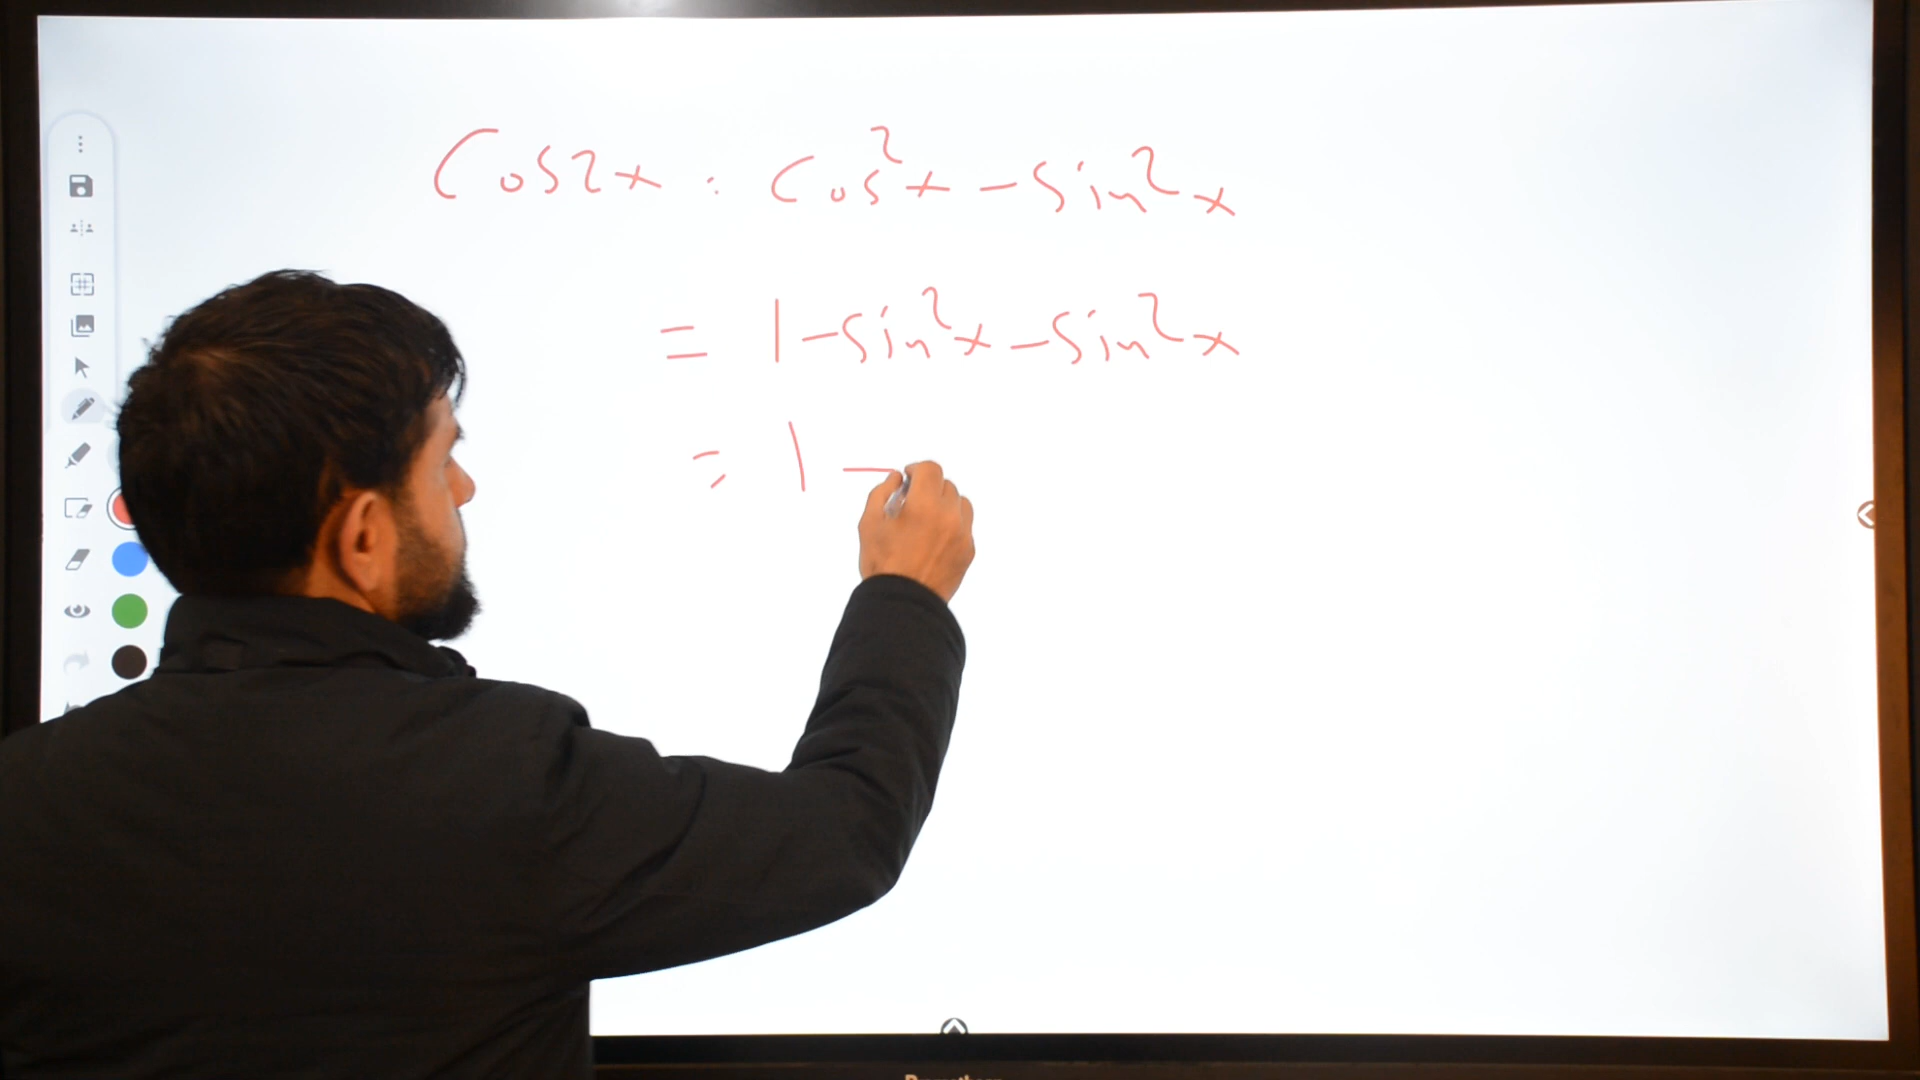 Cos2x : Cos²x - Sin²x
= 1 - Sin²x - Sin²x
= 1 -